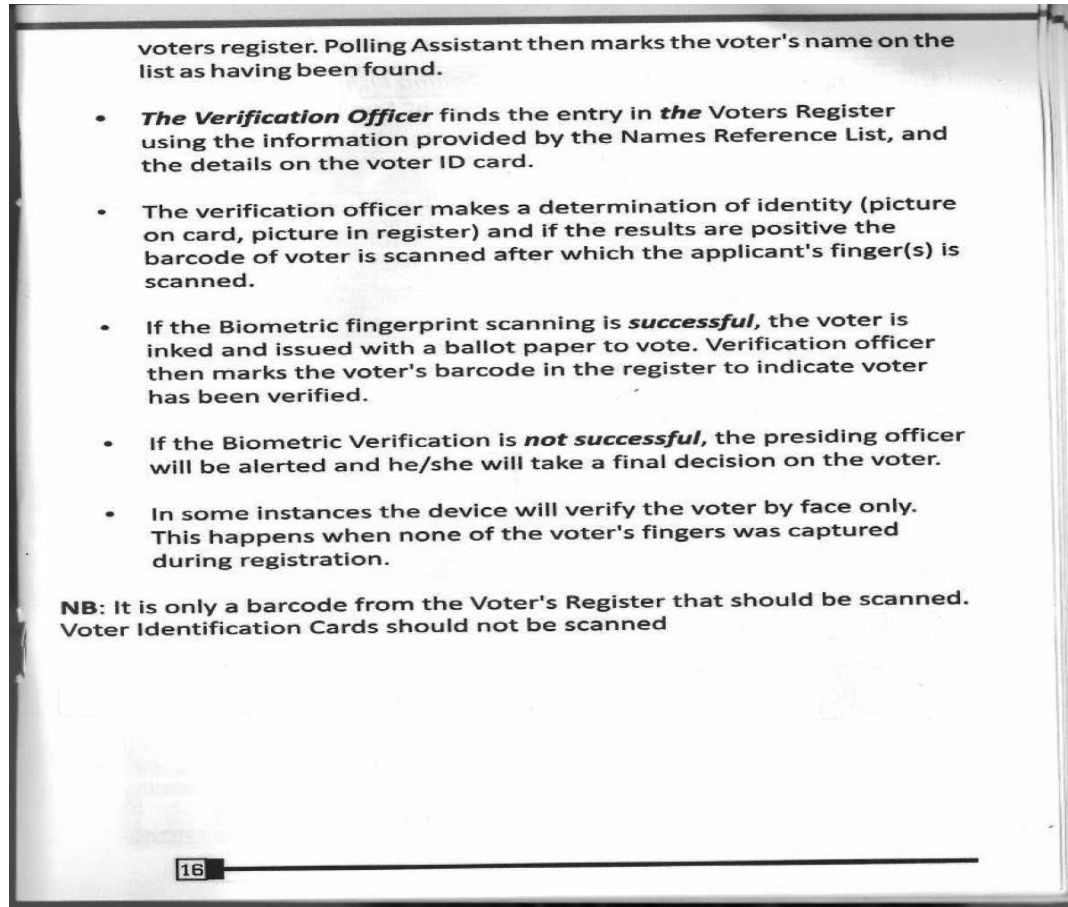 voters register. Polling Assistant then marks the voter's name on the
list as having been found.
• The Verification Officer finds the entry in the Voters Register
using the information provided by the Names Reference List, and
the details on the voter ID card.
• The verification officer makes a determination of identity (picture
on card, picture in register) and if the results are positive the
barcode of voter is scanned after which the applicant's finger(s) is
scanned.
• If the Biometric fingerprint scanning is successful, the voter is
inked and issued with a ballot paper to vote. Verification officer
then marks the voter's barcode in the register to indicate voter
has been verified.
• If the Biometric Verification is not successful, the presiding officer
will be alerted and he/she will take a final decision on the voter.
• In some instances the device will verify the voter by face only.
This happens when none of the voter's fingers was captured
during registration.
NB: It is only a barcode from the Voter's Register that should be scanned.
Voter Identification Cards should not be scanned
16